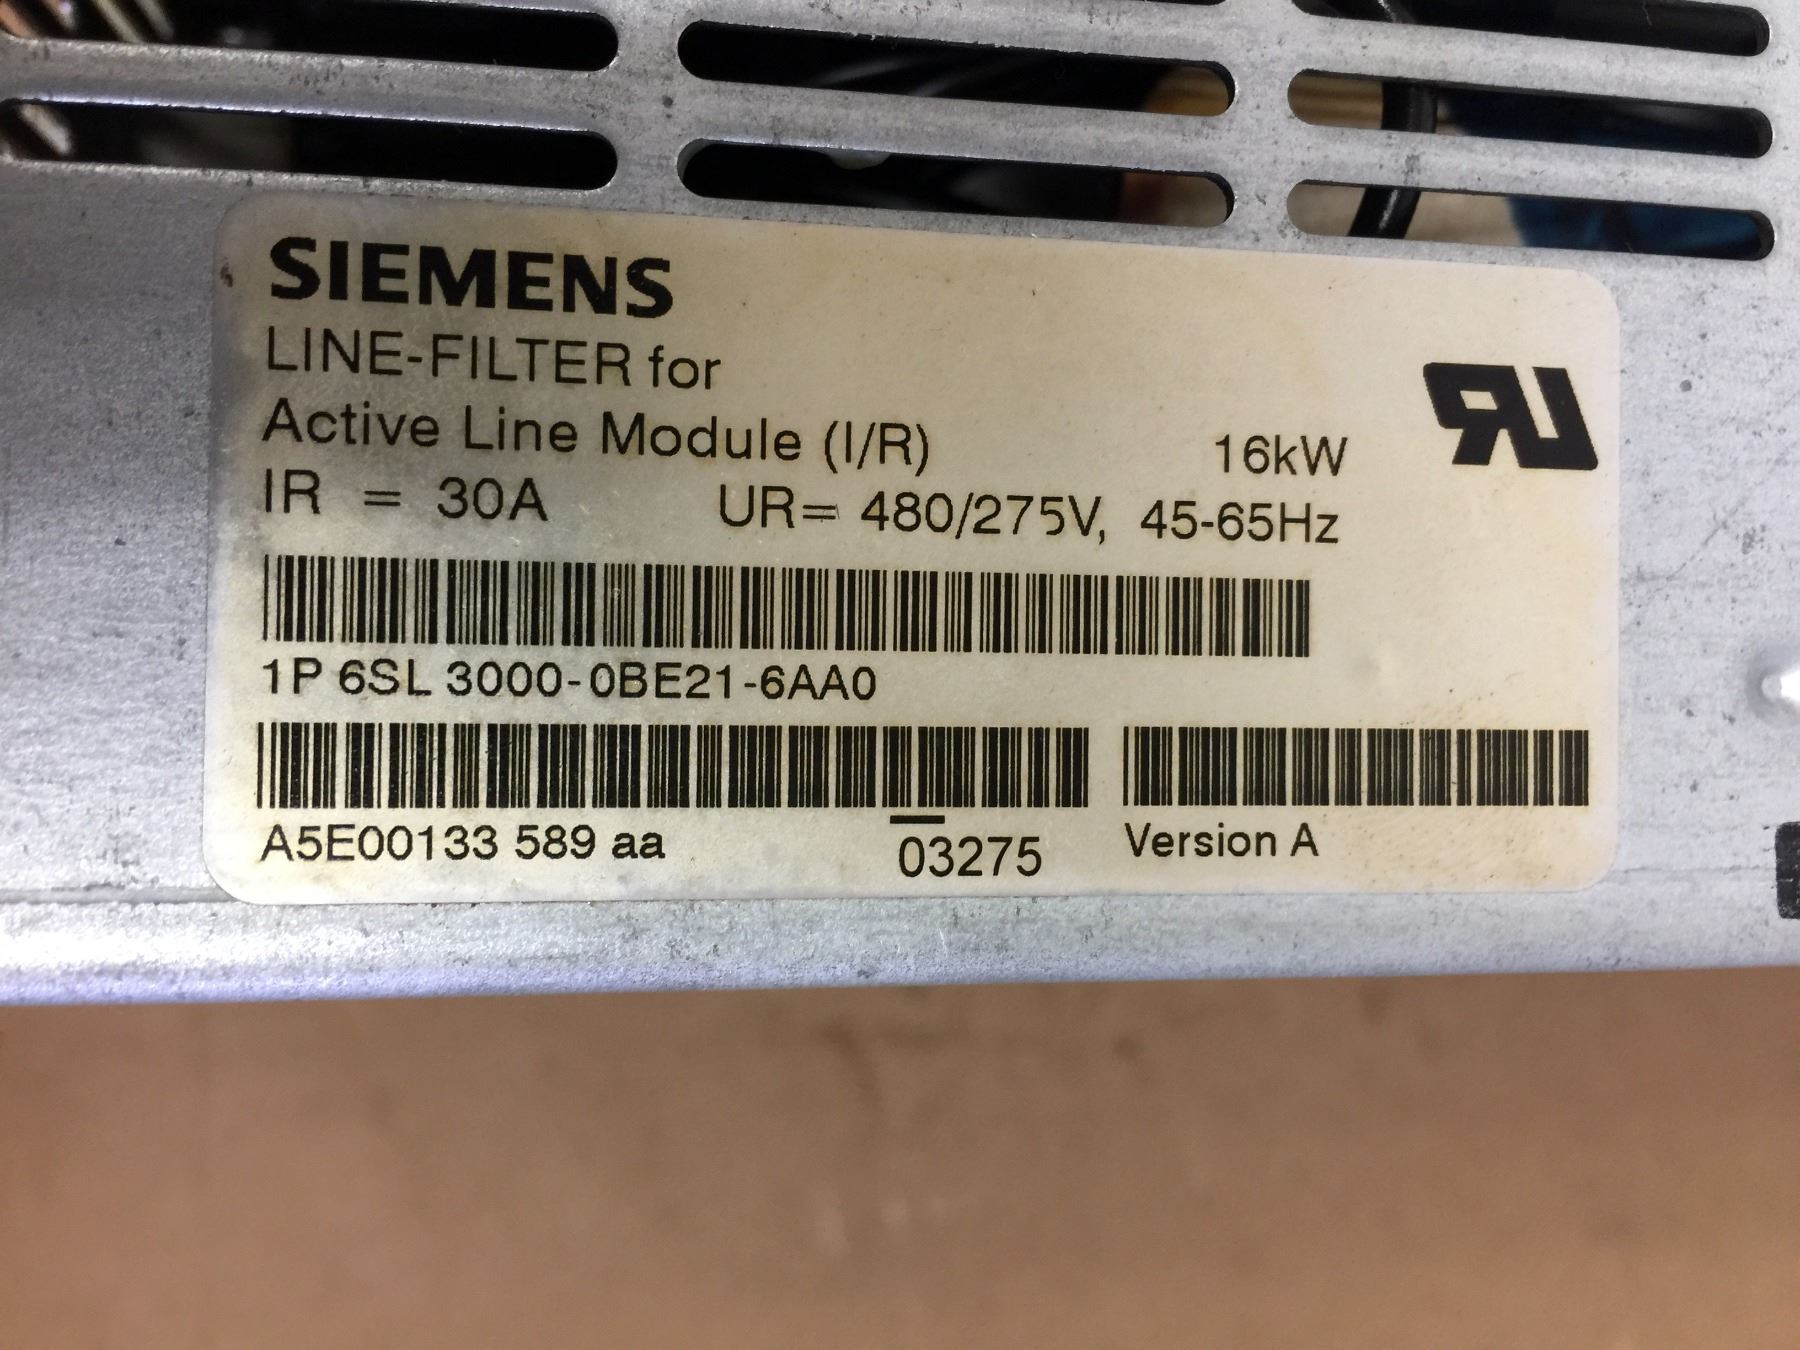 SIEMENS
LINE-FILTER for
Active Line Module (I/R) 16kW
IR = 30A UR= 480/275V, 45-65Hz
1P 6SL 3000-0BE21-6AA0
A5E00133 589 aa 03275 Version A